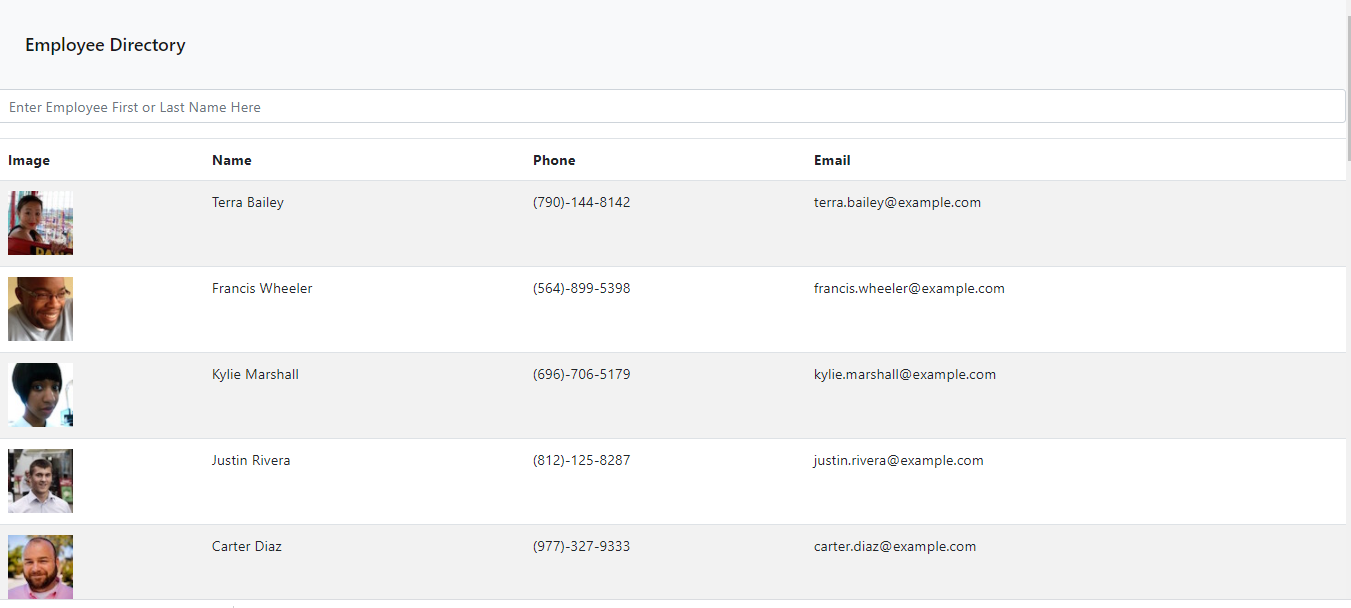 Employee Directory
Enter Employee First or Last Name Here
Image Name Phone Email
Terra Bailey (790)-144-8142 terra.bailey@example.com
Francis Wheeler (564)-899-5398 francis.wheeler@example.com
Kylie Marshall (696)-706-5179 kylie.marshall@example.com
Justin Rivera (812)-125-8287 justin.rivera@example.com
Carter Diaz (977)-327-9333 carter.diaz@example.com